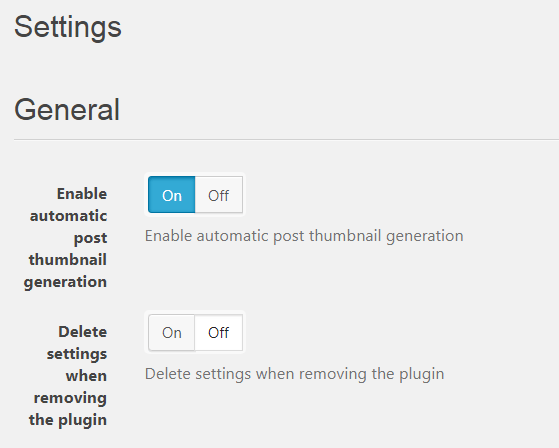 Settings
General
Enable
automatic
post
thumbnail
generation
On Off
Enable automatic post thumbnail generation
Delete
settings
when
removing
the plugin
On Off
Delete settings when removing the plugin